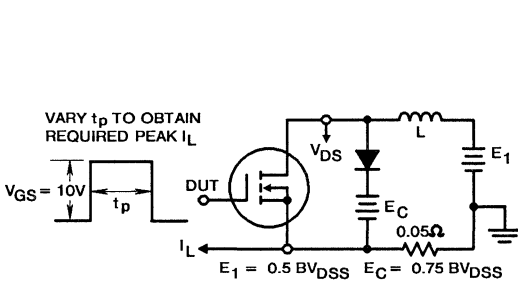 VARY tp TO OBTAIN
REQUIRED PEAK IL
VGS = 10V
tp
DUT
VDS
L
E1
EC
0.05Ω
IL
E1 = 0.5 BVDSS EC = 0.75 BVDSS